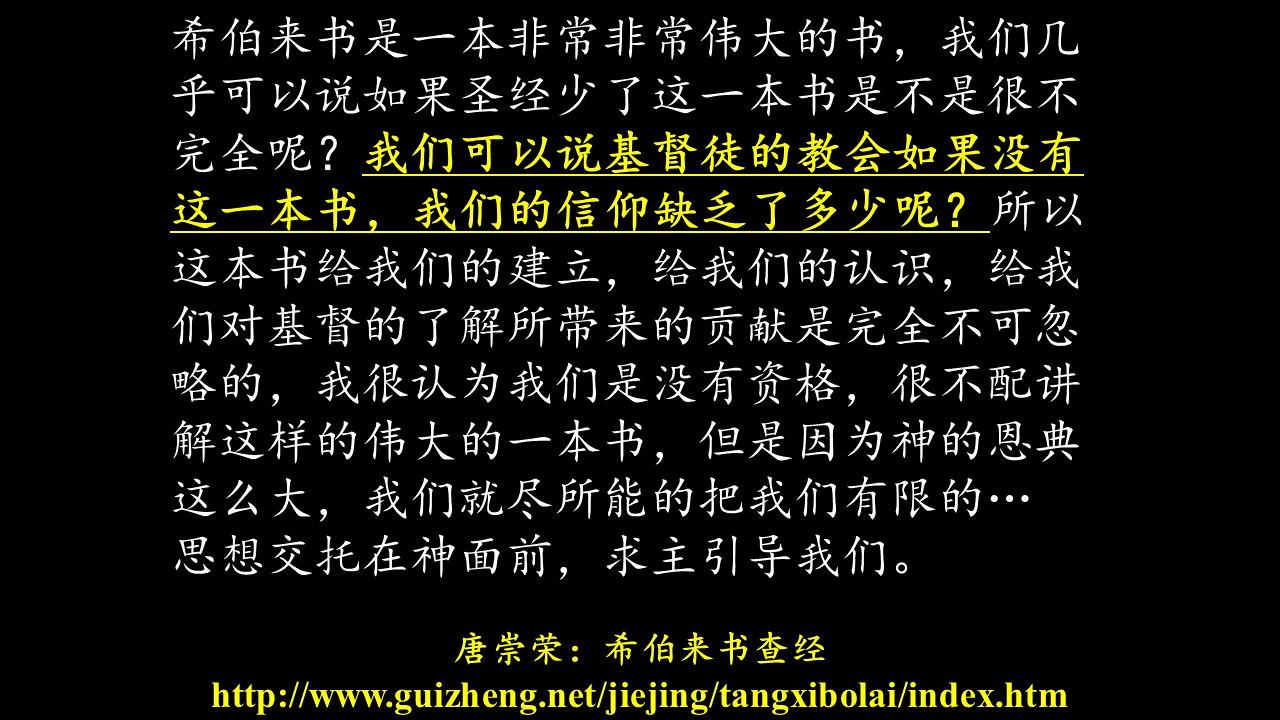 希伯来书是一本非常非常伟大的书，我们几
乎可以说如果圣经少了这一本书是不是很不
完全呢？我们可以说基督徒的教会如果没有
这一本书，我们的信仰缺乏了多少呢？所以
这本书给我们的建立，给我们的认识，给我
们对基督的了解所带来的贡献是完全不可忽
略的，我很认为我们是没有资格，很不配讲
解这样的伟大的一本书，但是因为神的恩典
这么大，我们就尽所能的把我们有限的…
思想交托在神面前，求主引导我们。
唐崇荣：希伯来书查经
http://www.guizheng.net/jiejing/tangxibolai/index.htm